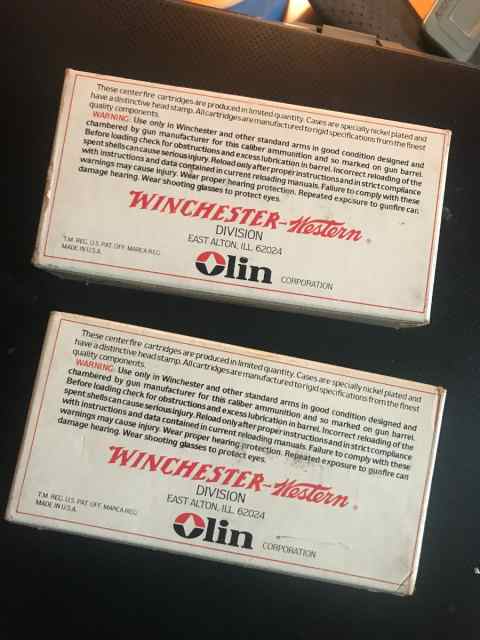 These center fire cartridges are produced in limited quantity. Cases are specially nickel plated and
have a distinctive head stamp. All cartridges are manufactured to rigid specifications from the finest
quality components.
WARNING: Use only in Winchester and other standard arms in good condition designed and
chambered by gun manufacturer for this caliber ammunition and so marked on gun barrel.
Before loading check for obstructions and excess lubrication in barrel. Incorrect reloading of the
spent shells can cause serious injury. Reload only after proper instructions and in strict compliance
with instructions and data contained in current reloading manuals. Failure to comply with these
warnings may cause injury. Wear proper hearing protection. Repeated exposure to gunfire can
damage hearing. Wear shooting glasses to protect eyes.
WINCHESTER-Western®
DIVISION
EAST ALTON, ILL. 62024
Olin CORPORATION
T.M. REG. U.S. PAT. OFF. MARCA REG.
MADE IN U.S.A.
These center fire cartridges are produced in limited quantity. Cases are specially nickel plated and
have a distinctive head stamp. All cartridges are manufactured to rigid specifications from the finest
quality components.
WARNING: Use only in Winchester and other standard arms in good condition designed and
chambered by gun manufacturer for this caliber ammunition and so marked on gun barrel.
Before loading check for obstructions and excess lubrication in barrel. Incorrect reloading of the
spent shells can cause serious injury. Reload only after proper instructions and in strict compliance
with instructions and data contained in current reloading manuals. Failure to comply with these
warnings may cause injury. Wear proper hearing protection. Repeated exposure to gunfire can
damage hearing. Wear shooting glasses to protect eyes.
WINCHESTER-Western®
DIVISION
EAST ALTON, ILL. 62024
Olin CORPORATION
T.M. REG. U.S. PAT. OFF. MARCA REG.
MADE IN U.S.A.